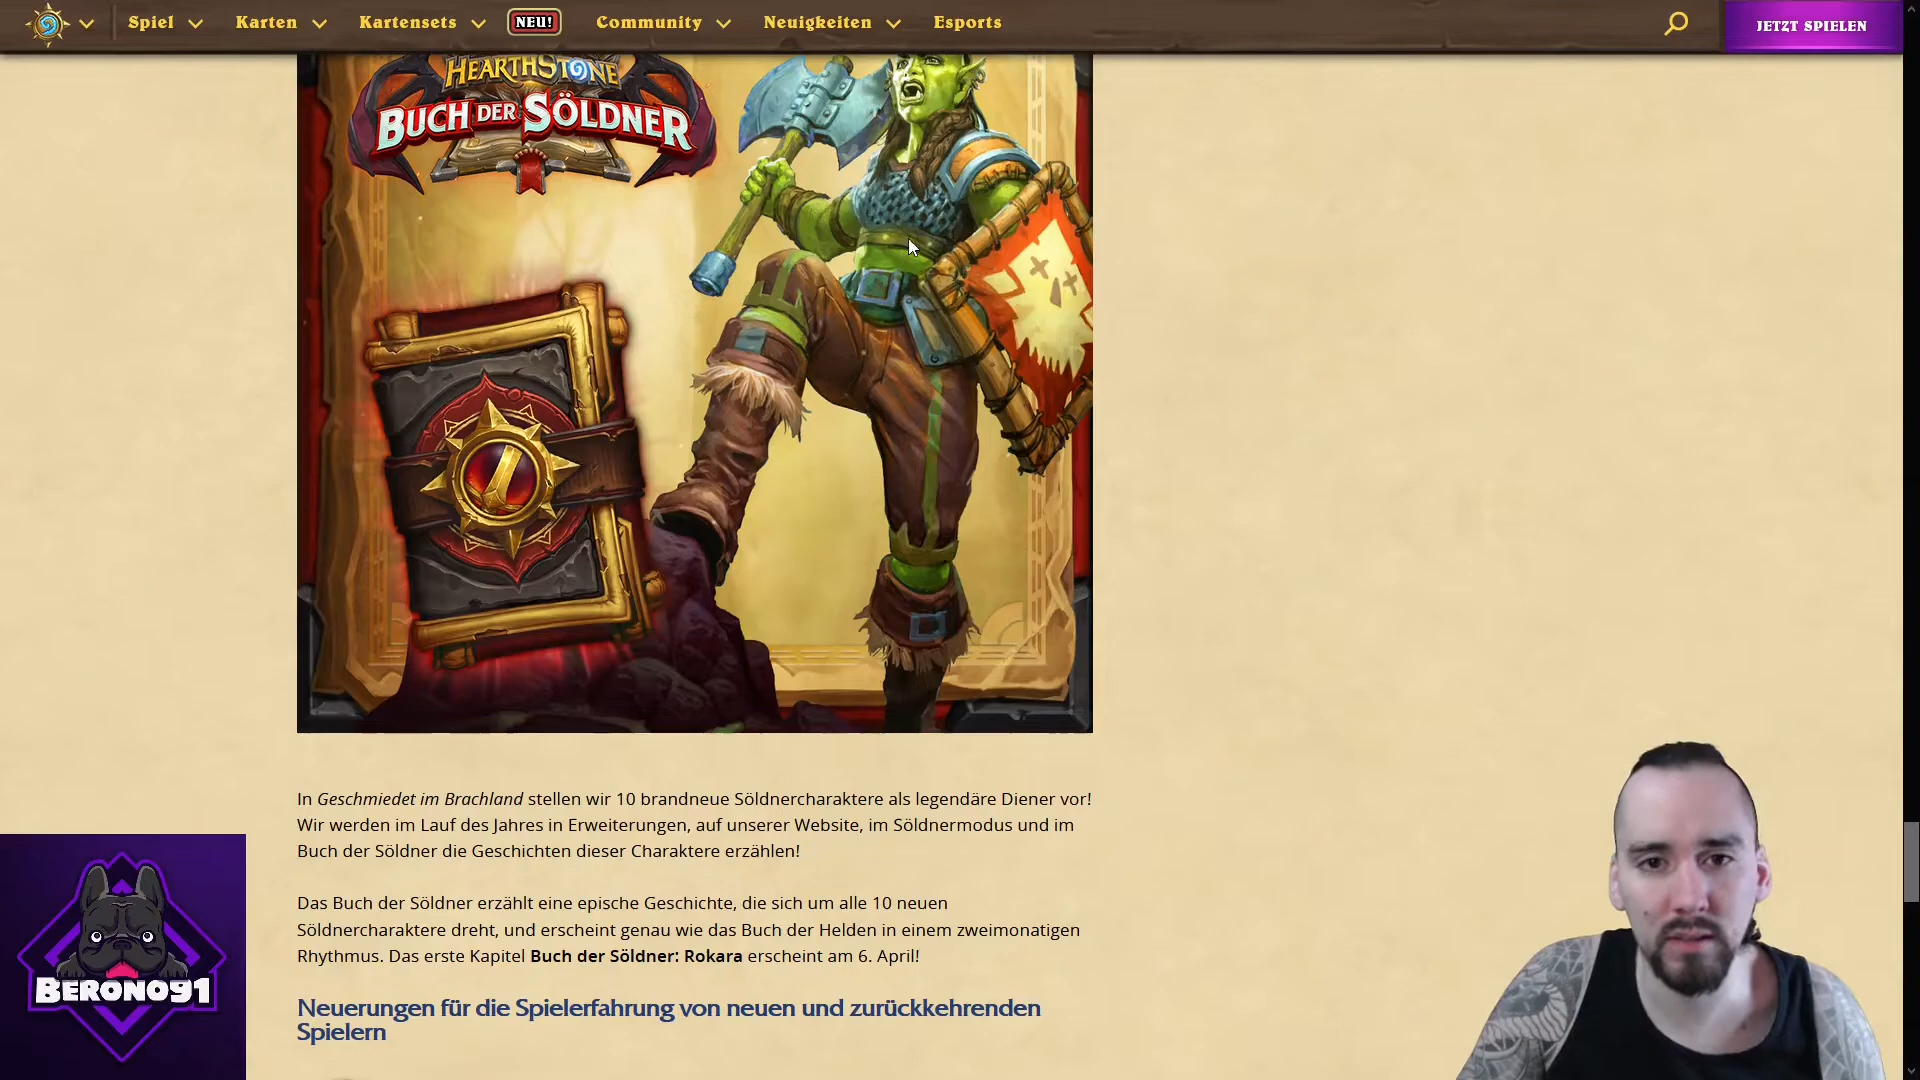 Spiel
Karten
Kartensets
NEU!
Community
Neuigkeiten
Esports
JETZT SPIELEN
HEARTHSTONE
BUCH DER SÖLDNER
In Geschmiedet im Brachland stellen wir 10 brandneue Söldnercharaktere als legendäre Diener vor!
Wir werden im Lauf des Jahres in Erweiterungen, auf unserer Website, im Söldnermodus und im
Buch der Söldner die Geschichten dieser Charaktere erzählen!
Das Buch der Söldner erzählt eine epische Geschichte, die sich um alle 10 neuen
Söldnercharaktere dreht, und erscheint genau wie das Buch der Helden in einem zweimonatigen
Rhythmus. Das erste Kapitel Buch der Söldner: Rokara erscheint am 6. April!
Neuerungen für die Spielerfahrung von neuen und zurückkehrenden
Spielern
BERONO91